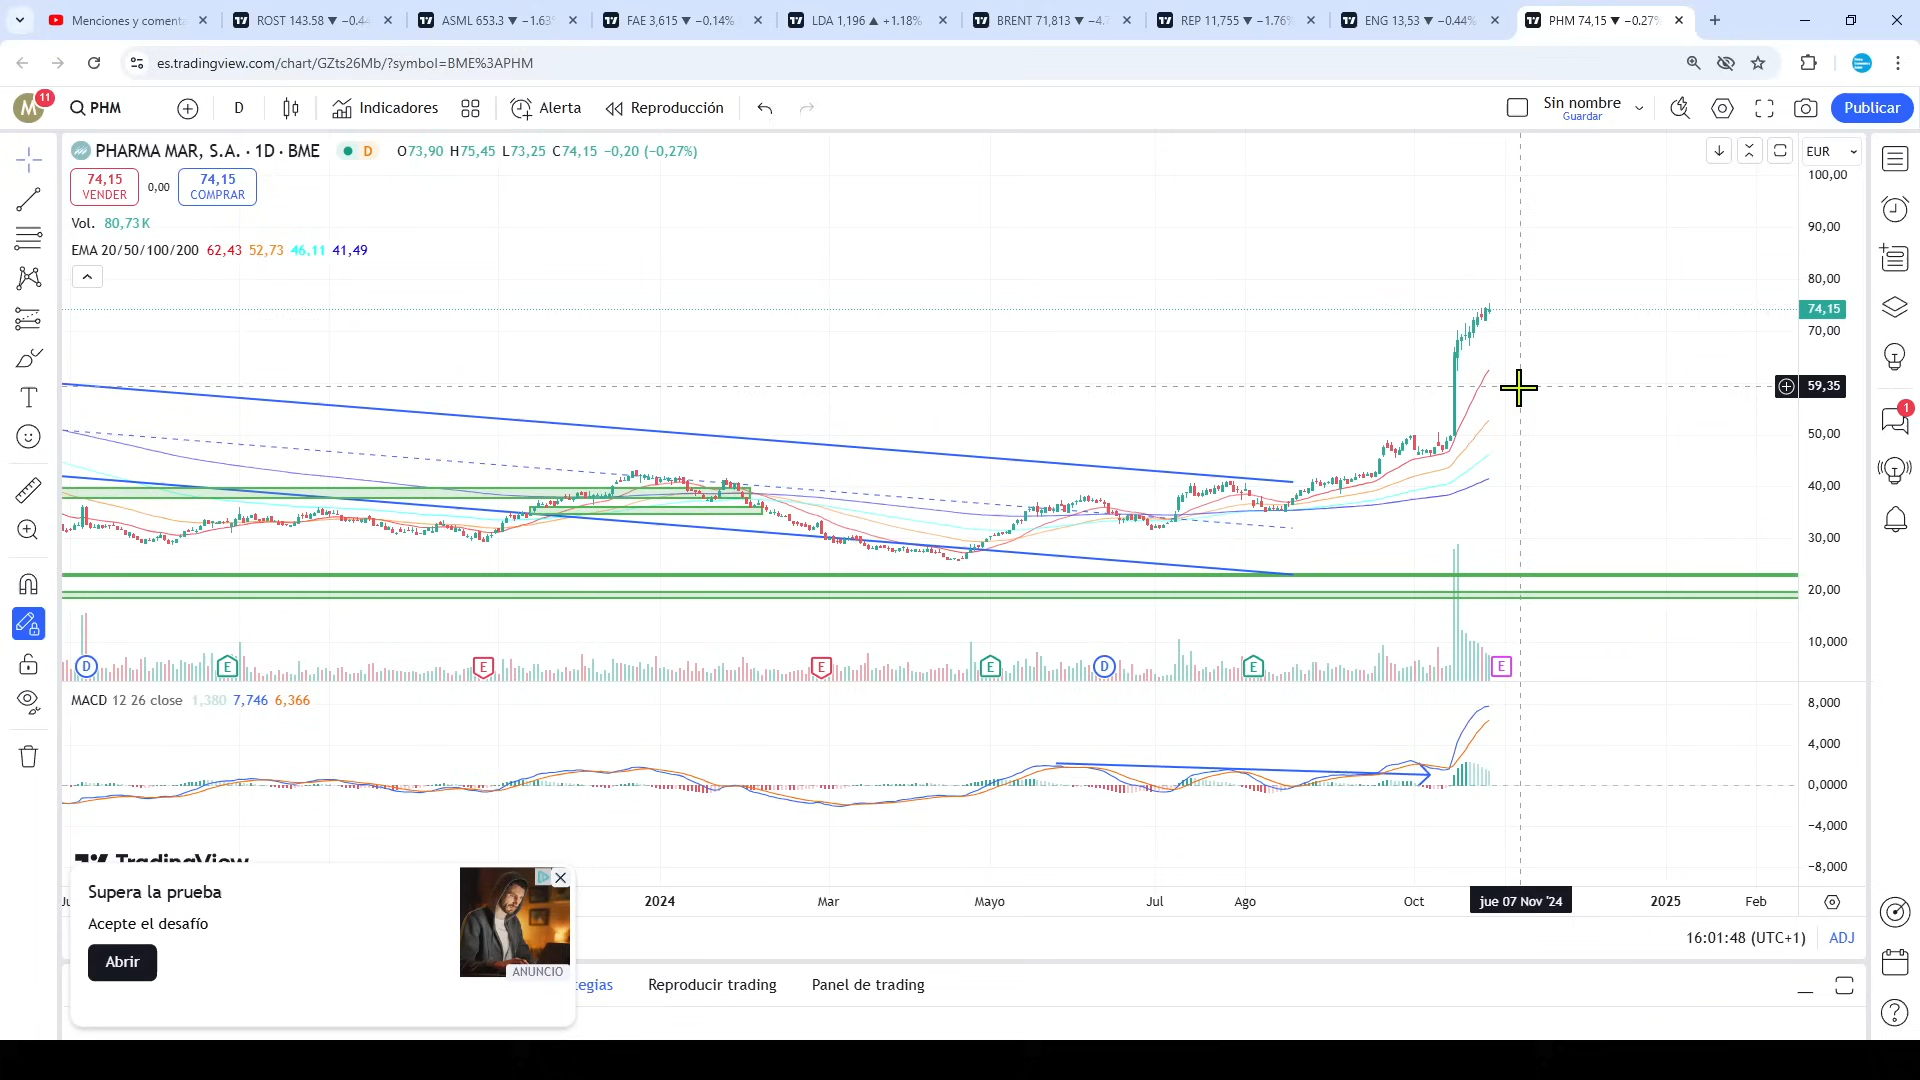 Menciones y coment
ROST 143.58 ▼ −0.4
ASML 653.3 ▼ −1.63
FAE 3,615 ▼ −0.14%
LDA 1,196 ▲ +1.18%
BRENT 71,813 ▼ −4.
REP 11,755 ▼ −1.76%
ENG 13,53 ▼ −0.44%
PHM 74,15 ▼ −0.27%
es.tradingview.com/chart/GZts26Mb/?symbol=BME%3APHM
M
11
PHM
D
Indicadores
Alerta
Reproducción
Sin nombre
Guardar
Publicar
PHARMA MAR, S.A. · 1D · BME
D
O73,90 H75,45 L73,25 C74,15 −0,20 (−0,27%)
EUR
74,15
VENDER
0,00
74,15
COMPRAR
Vol. 80,73 K
EMA 20/50/100/200 62,43 52,73 46,11 41,49
100,00
90,00
80,00
74,15
70,00
59,35
50,00
40,00
30,00
20,00
10,000
D
E
E
E
E
D
E
E
1
MACD 12 26 close 1,380 7,746 6,366
8,000
4,000
0,0000
−4,000
−8,000
TradingView
2024
Mar
Mayo
Jul
Ago
Oct
jue 07 Nov '24
2025
Feb
Supera la prueba
Acepte el desafío
Abrir
ANUNCIO
16:01:48 (UTC+1)
ADJ
tegias
Reproducir trading
Panel de trading